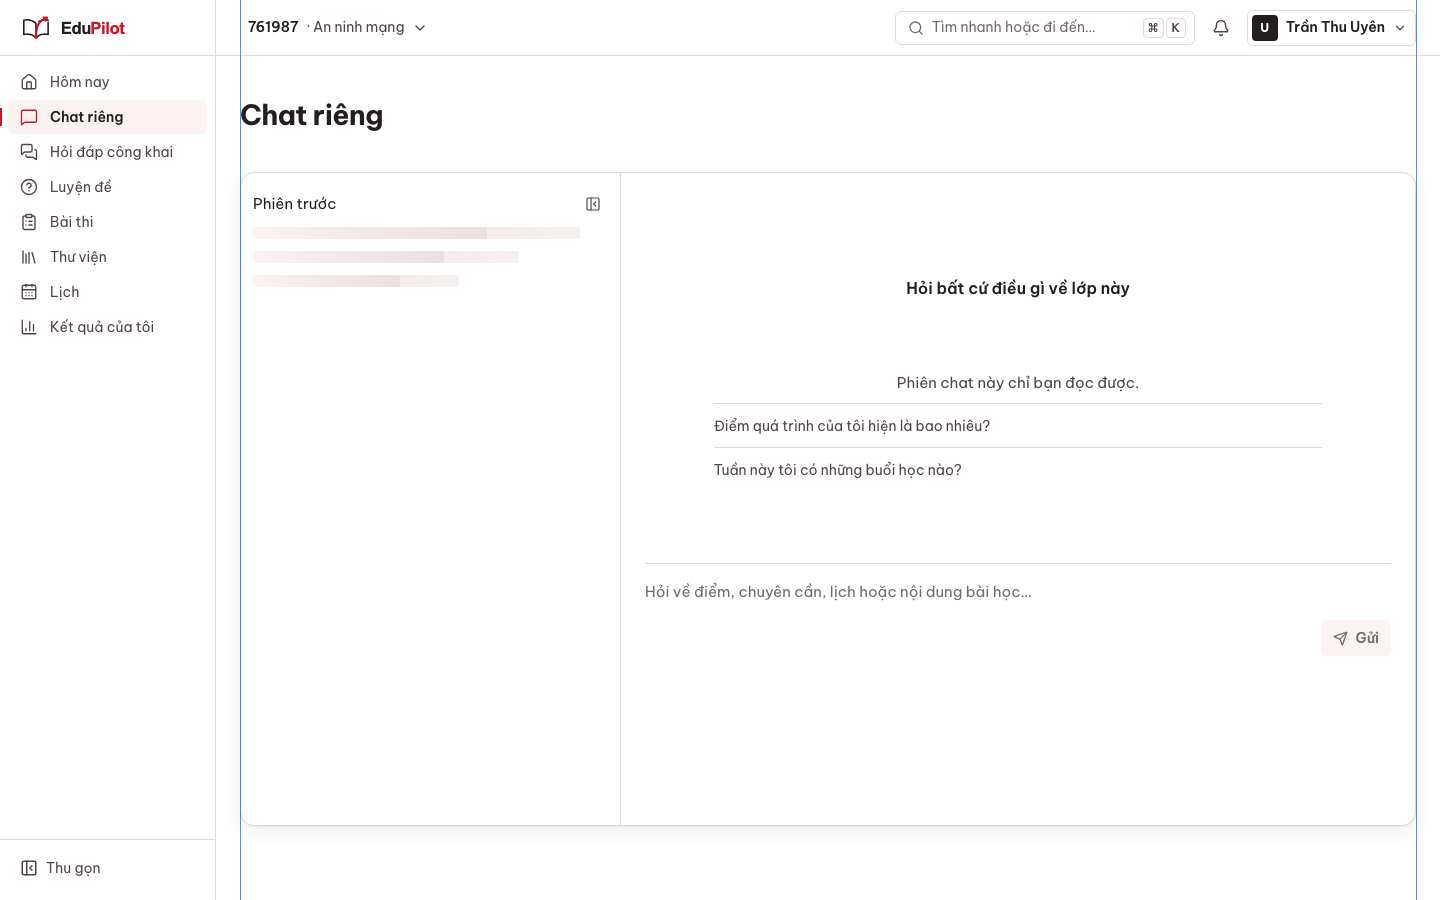 EduPilot
761987 · An ninh mạng
Tìm nhanh hoặc đi đến...
⌘ K
U
Trần Thu Uyên
Hôm nay
Chat riêng
Hỏi đáp công khai
Luyện đề
Bài thi
Thư viện
Lịch
Kết quả của tôi
Thu gọn
Chat riêng
Phiên trước
Hỏi bất cứ điều gì về lớp này
Phiên chat này chỉ bạn đọc được.
Điểm quá trình của tôi hiện là bao nhiêu?
Tuần này tôi có những buổi học nào?
Hỏi về điểm, chuyên cần, lịch hoặc nội dung bài học...
Gửi